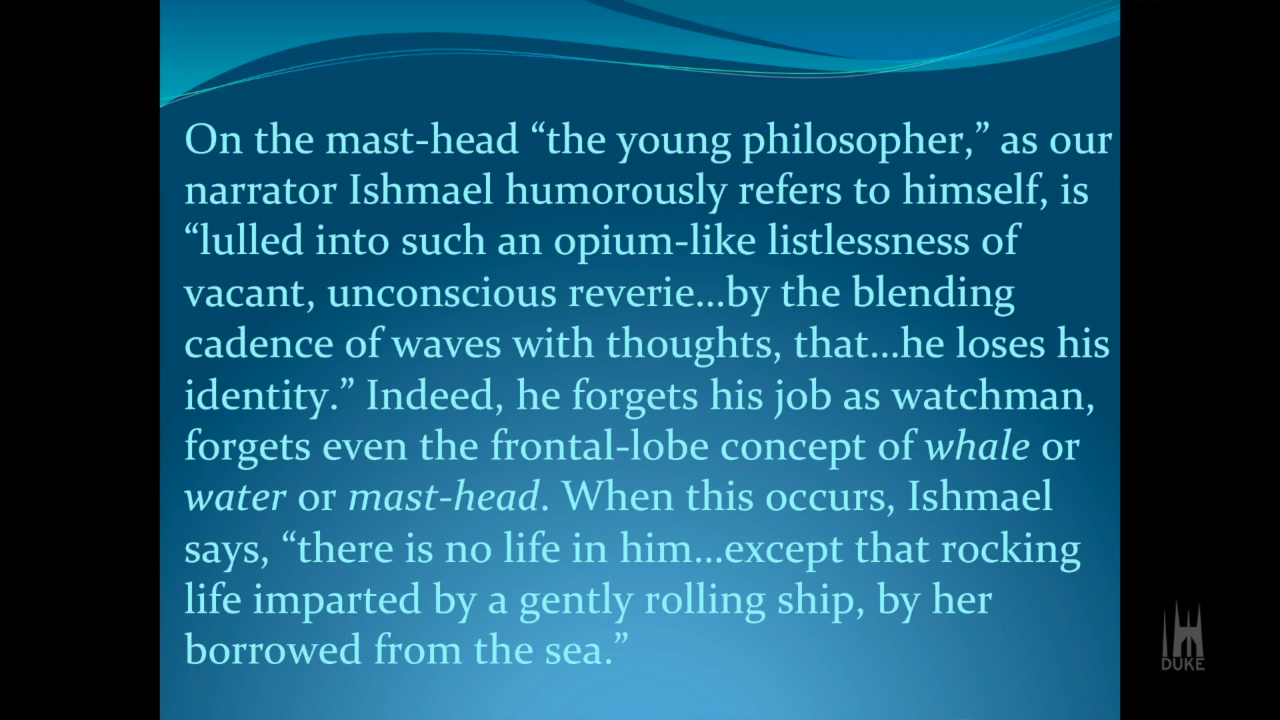 On the mast-head “the young philosopher,” as our
narrator Ishmael humorously refers to himself, is
“lulled into such an opium-like listlessness of
vacant, unconscious reverie...by the blending
cadence of waves with thoughts, that...he loses his
identity.” Indeed, he forgets his job as watchman,
forgets even the frontal-lobe concept of whale or
water or mast-head. When this occurs, Ishmael
says, “there is no life in him...except that rocking
life imparted by a gently rolling ship, by her
borrowed from the sea.”
DUKE